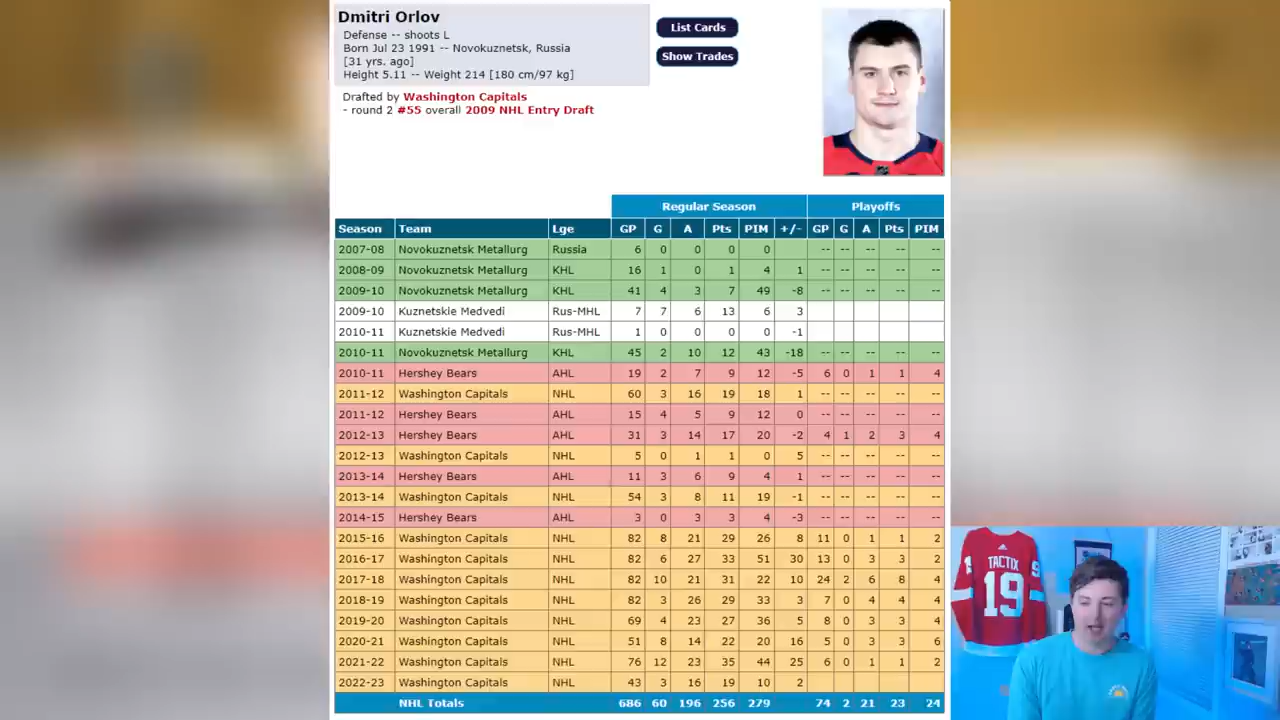 Dmitri Orlov
Defense -- shoots L
Born Jul 23 1991 -- Novokuznetsk, Russia
[31 yrs. ago]
Height 5.11 -- Weight 214 [180 cm/97 kg]
Drafted by Washington Capitals
- round 2 #55 overall 2009 NHL Entry Draft
List Cards
Show Trades
Regular Season Playoffs
Season Team Lge GP G A Pts PIM +/- GP G A Pts PIM
2007-08 Novokuznetsk Metallurg Russia 6 0 0 0 0 -- -- -- -- --
2008-09 Novokuznetsk Metallurg KHL 16 1 0 1 4 1 -- -- -- -- --
2009-10 Novokuznetsk Metallurg KHL 41 4 3 7 49 -8 -- -- -- -- --
2009-10 Kuznetskie Medvedi Rus-MHL 7 7 6 13 6 3
2010-11 Kuznetskie Medvedi Rus-MHL 1 0 0 0 0 -1
2010-11 Novokuznetsk Metallurg KHL 45 2 10 12 43 -18 -- -- -- -- --
2010-11 Hershey Bears AHL 19 2 7 9 12 -5 6 0 1 1 4
2011-12 Washington Capitals NHL 60 3 16 19 18 1 -- -- -- -- --
2011-12 Hershey Bears AHL 15 4 5 9 12 0 -- -- -- -- --
2012-13 Hershey Bears AHL 31 3 14 17 20 -2 4 1 2 3 4
2012-13 Washington Capitals NHL 5 0 1 1 0 5 -- -- -- -- --
2013-14 Hershey Bears AHL 11 3 6 9 4 1 -- -- -- -- --
2013-14 Washington Capitals NHL 54 3 8 11 19 -1 -- -- -- -- --
2014-15 Hershey Bears AHL 3 0 3 3 4 -3 -- -- -- -- --
2015-16 Washington Capitals NHL 82 8 21 29 26 8 11 0 1 1 2
2016-17 Washington Capitals NHL 82 6 27 33 51 30 13 0 3 3 2
2017-18 Washington Capitals NHL 82 10 21 31 22 10 24 2 6 8 4
2018-19 Washington Capitals NHL 82 3 26 29 33 3 7 0 4 4 4
2019-20 Washington Capitals NHL 69 4 23 27 36 5 8 0 3 3 4
2020-21 Washington Capitals NHL 51 8 14 22 20 16 5 0 3 3 6
2021-22 Washington Capitals NHL 76 12 23 35 44 25 6 0 1 1 2
2022-23 Washington Capitals NHL 43 3 16 19 10 2
NHL Totals 686 60 196 256 279 74 2 21 23 24
TACTIX
19